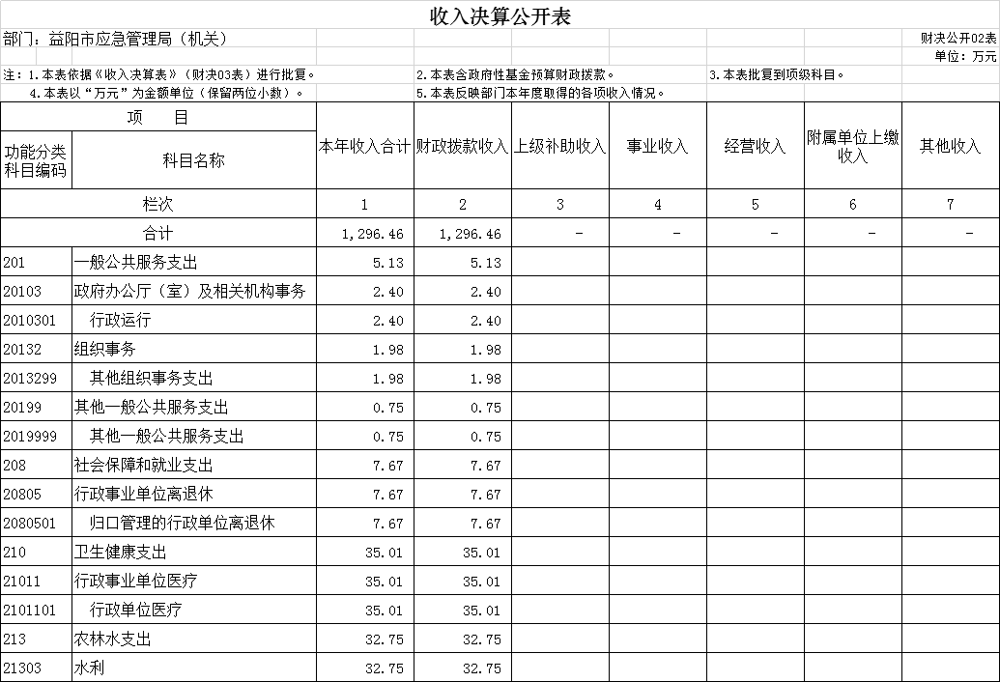 收入决算公开表
部门：益阳市应急管理局（机关）
财决公开02表
单位：万元
注：1.本表依据《收入决算表》（财决03表）进行批复。 2.本表含政府性基金预算财政拨款。 3.本表批复到项级科目。
4.本表以“万元”为金额单位（保留两位小数）。 5.本表反映部门本年度取得的各项收入情况。
项 目
功能分类科目编码 科目名称 本年收入合计 财政拨款收入 上级补助收入 事业收入 经营收入 附属单位上缴收入 其他收入
栏次 1 2 3 4 5 6 7
合计 1,296.46 1,296.46 － － － － －
201 一般公共服务支出 5.13 5.13
20103 政府办公厅（室）及相关机构事务 2.40 2.40
2010301 行政运行 2.40 2.40
20132 组织事务 1.98 1.98
2013299 其他组织事务支出 1.98 1.98
20199 其他一般公共服务支出 0.75 0.75
2019999 其他一般公共服务支出 0.75 0.75
208 社会保障和就业支出 7.67 7.67
20805 行政事业单位离退休 7.67 7.67
2080501 归口管理的行政单位离退休 7.67 7.67
210 卫生健康支出 35.01 35.01
21011 行政事业单位医疗 35.01 35.01
2101101 行政单位医疗 35.01 35.01
213 农林水支出 32.75 32.75
21303 水利 32.75 32.75